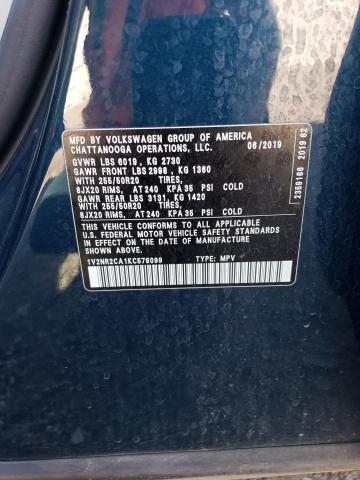 MFD. BY VOLKSWAGEN GROUP OF AMERICA
CHATTANOOGA OPERATIONS, LLC. 06/2019
GVWR LBS 6019 , KG 2730
GAWR FRONT LBS 2998 , KG 1360
WITH 255/50R20 TIRES,
8JX20 RIMS, AT 240 KPA 35 PSI COLD
GAWR REAR LBS 3131, KG 1420
WITH 255/50R20 TIRES,
8JX20 RIMS, AT 240 KPA 35 PSI COLD
THIS VEHICLE CONFORMS TO ALL APPLICABLE
U.S. FEDERAL MOTOR VEHICLE SAFETY STANDARDS
IN EFFECT ON THE DATE OF MANUFACTURE
SHOWN ABOVE.
1V2NR2CA1KC578099 TYPE: MPV
2359186 2019 62